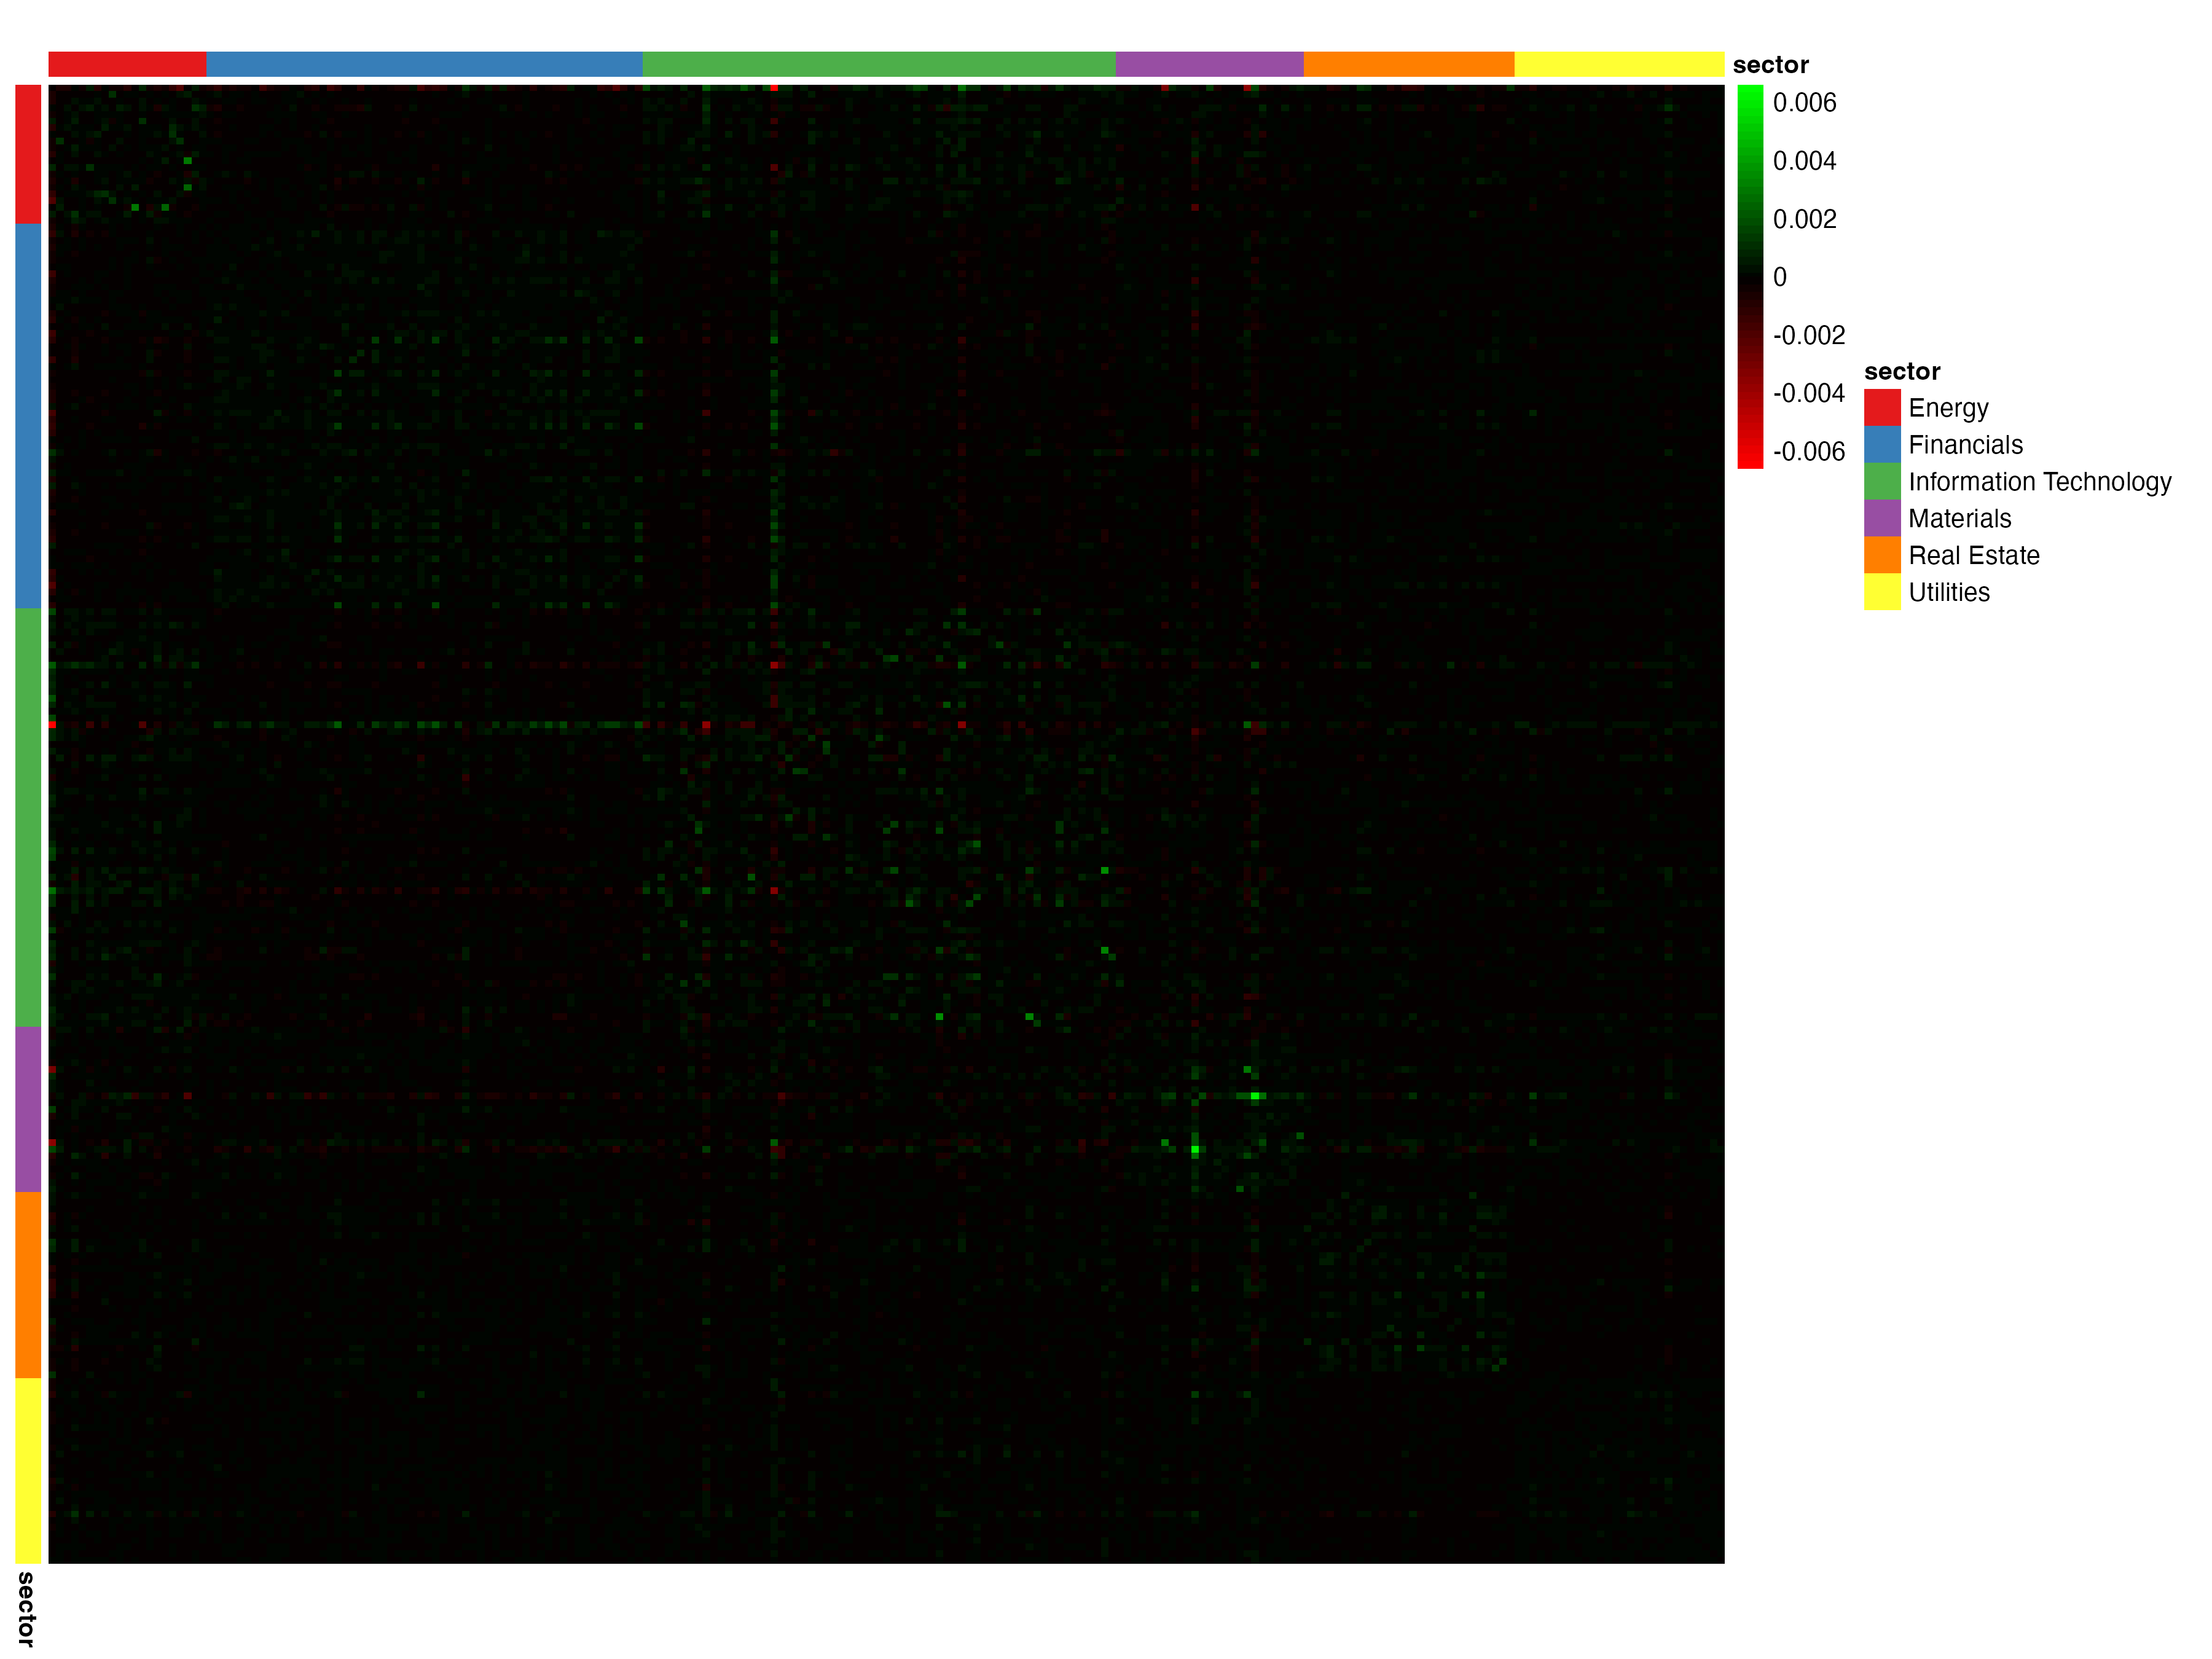 sector
0.006
0.004
0.002
0
-0.002
-0.004
-0.006
sector
Energy
Financials
Information Technology
Materials
Real Estate
Utilities
sector